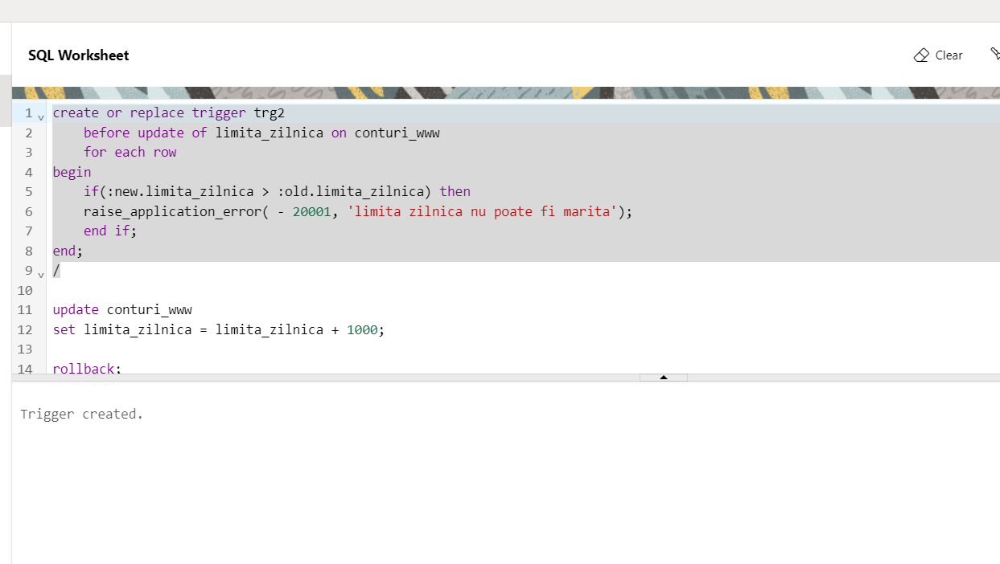 SQL Worksheet
Clear
1 create or replace trigger trg2
2 before update of limita_zilnica on conturi_www
3 for each row
4 begin
5 if(:new.limita_zilnica > :old.limita_zilnica) then
6 raise_application_error( - 20001, 'limita zilnica nu poate fi marita');
7 end if;
8 end;
9 /
10
11 update conturi_www
12 set limita_zilnica = limita_zilnica + 1000;
13
14 rollback;
Trigger created.